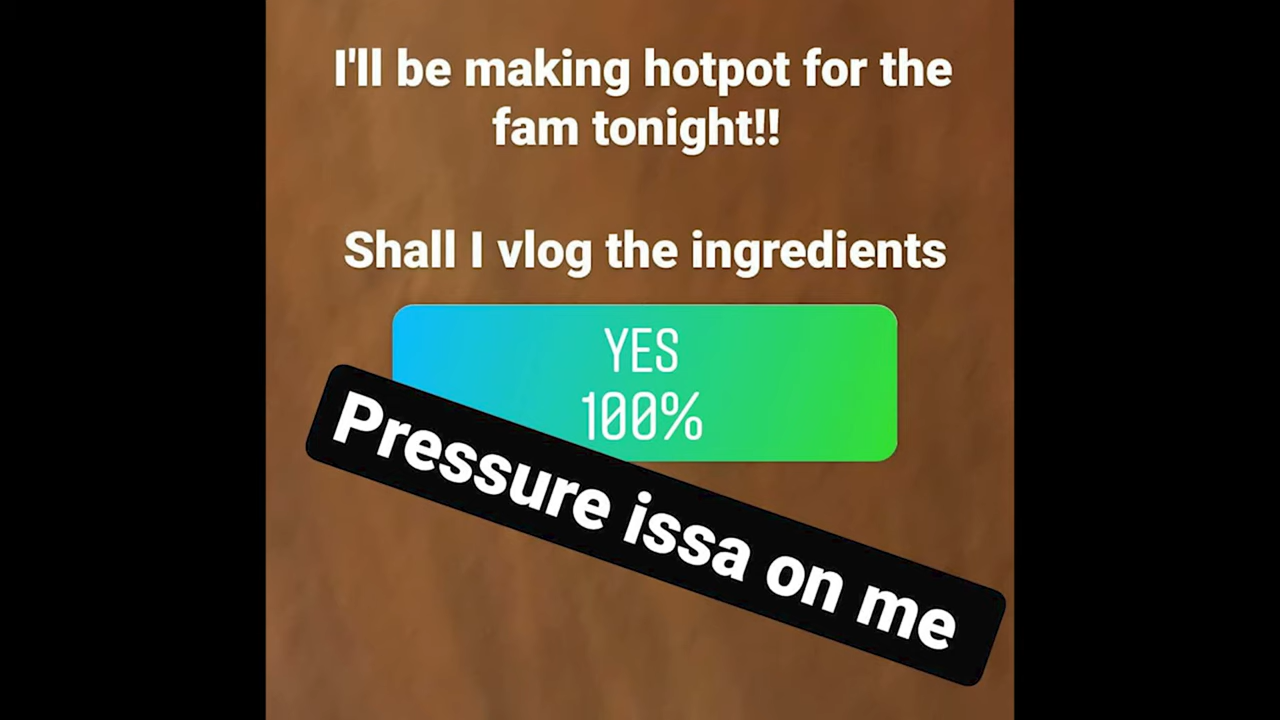 I'll be making hotpot for the
fam tonight!!
Shall I vlog the ingredients
YES
100%
Pressure issa on me